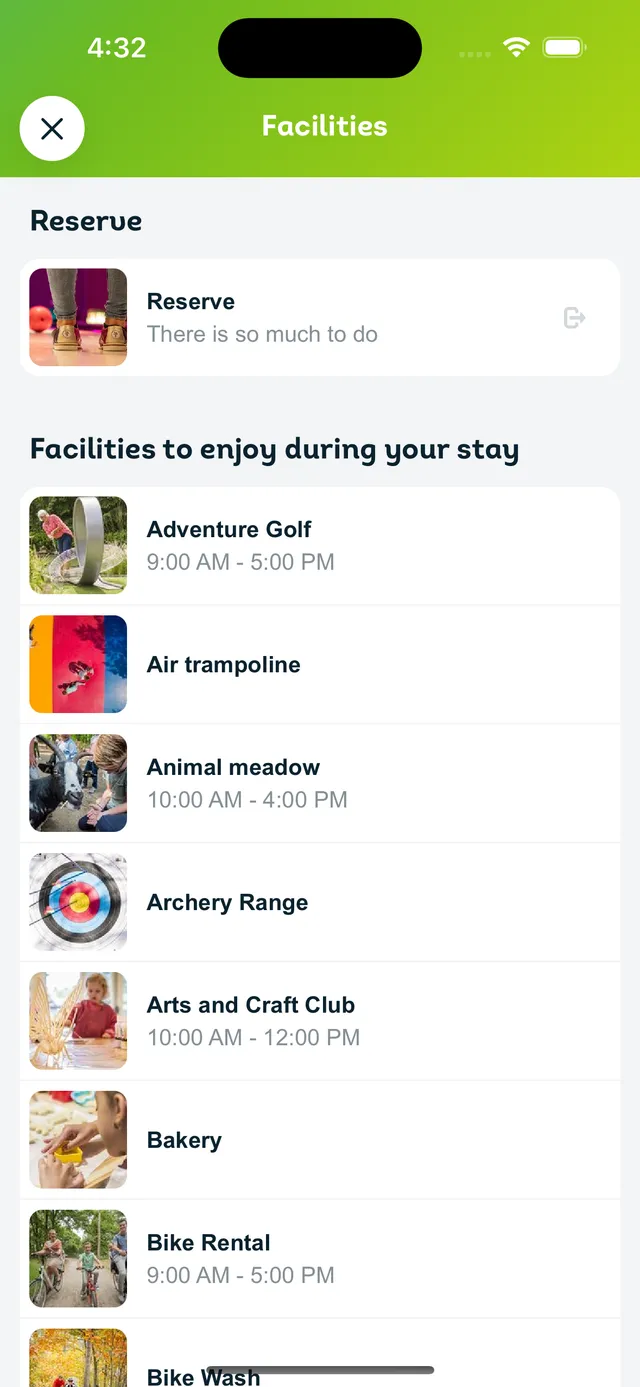 4:32
Facilities
Reserve
Reserve
There is so much to do
Facilities to enjoy during your stay
Adventure Golf
9:00 AM - 5:00 PM
Air trampoline
Animal meadow
10:00 AM - 4:00 PM
Archery Range
Arts and Craft Club
10:00 AM - 12:00 PM
Bakery
Bike Rental
9:00 AM - 5:00 PM
Bike Wash